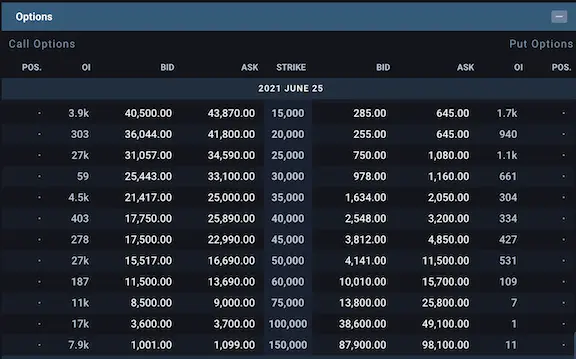 Options
Call Options Put Options
POS. OI BID ASK STRIKE BID ASK OI POS.
2021 JUNE 25
· 3.9k 40,500.00 43,870.00 15,000 285.00 645.00 1.7k ·
· 303 36,044.00 41,800.00 20,000 255.00 645.00 940 ·
· 27k 31,057.00 34,590.00 25,000 750.00 1,080.00 1.1k ·
· 59 25,443.00 33,100.00 30,000 978.00 1,160.00 661 ·
· 4.5k 21,417.00 25,000.00 35,000 1,634.00 2,050.00 304 ·
· 403 17,750.00 25,890.00 40,000 2,548.00 3,200.00 334 ·
· 278 17,500.00 22,990.00 45,000 3,812.00 4,850.00 427 ·
· 27k 15,517.00 16,690.00 50,000 4,141.00 11,500.00 531 ·
· 187 11,500.00 13,690.00 60,000 10,010.00 15,700.00 109 ·
· 11k 8,500.00 9,000.00 75,000 13,800.00 25,800.00 7 ·
· 17k 3,600.00 3,700.00 100,000 38,600.00 49,100.00 1 ·
· 7.9k 1,001.00 1,099.00 150,000 87,900.00 98,100.00 11 ·